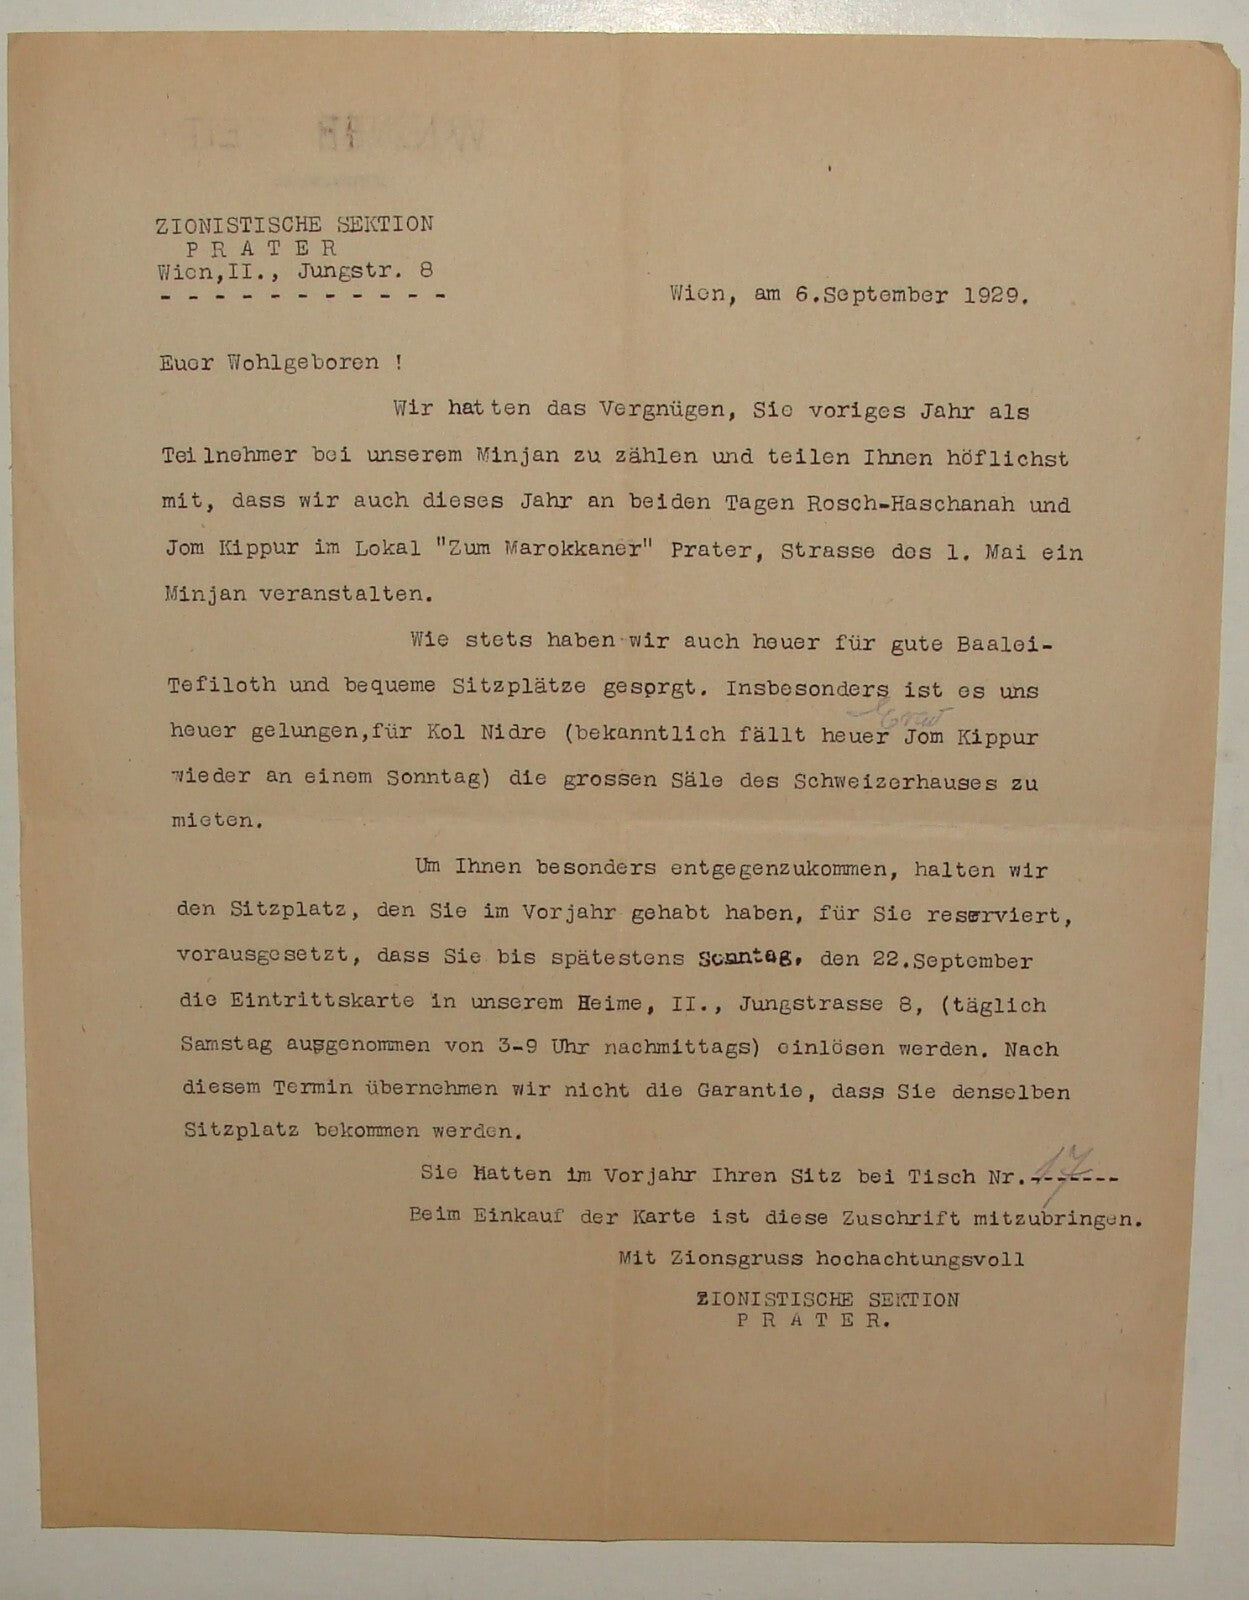 ZIONISTISCHE SEKTION
P R A T E R
Wien,II., Jungstr. 8
- - - - - - - - - - -
Wien, am 6.September 1929.
Euer Wohlgeboren !
Wir hatten das Vergnügen, Sie voriges Jahr als
Teilnehmer bei unserem Minjan zu zählen und teilen Ihnen höflichst
mit, dass wir auch dieses Jahr an beiden Tagen Rosch-Haschanah und
Jom Kippur im Lokal "Zum Marokkaner" Prater, Strasse des 1. Mai ein
Minjan veranstalten.
Wie stets haben wir auch heuer für gute Baalei-
Tefiloth und bequeme Sitzplätze gesprgt. Insbesonders ist es uns
Erew
heuer gelungen,für Kol Nidre (bekanntlich fällt heuer Jom Kippur
wieder an einem Sonntag) die grossen Säle des Schweizerhauses zu
mieten.
Um Ihnen besonders entgegenzukommen, halten wir
den Sitzplatz, den Sie im Vorjahr gehabt haben, für Sie reserviert,
vorausgesetzt, dass Sie bis spätestens Sonntag, den 22.September
die Eintrittskarte in unserem Heime, II., Jungstrasse 8, (täglich
Samstag ausgenommen von 3-9 Uhr nachmittags) einlösen werden. Nach
diesem Termin übernehmen wir nicht die Garantie, dass Sie denselben
Sitzplatz bekommen werden.
Sie Hatten im Vorjahr Ihren Sitz bei Tisch Nr. 17
Beim Einkauf der Karte ist diese Zuschrift mitzubringen.
Mit Zionsgruss hochachtungsvoll
ZIONISTISCHE SEKTION
P R A T E R.